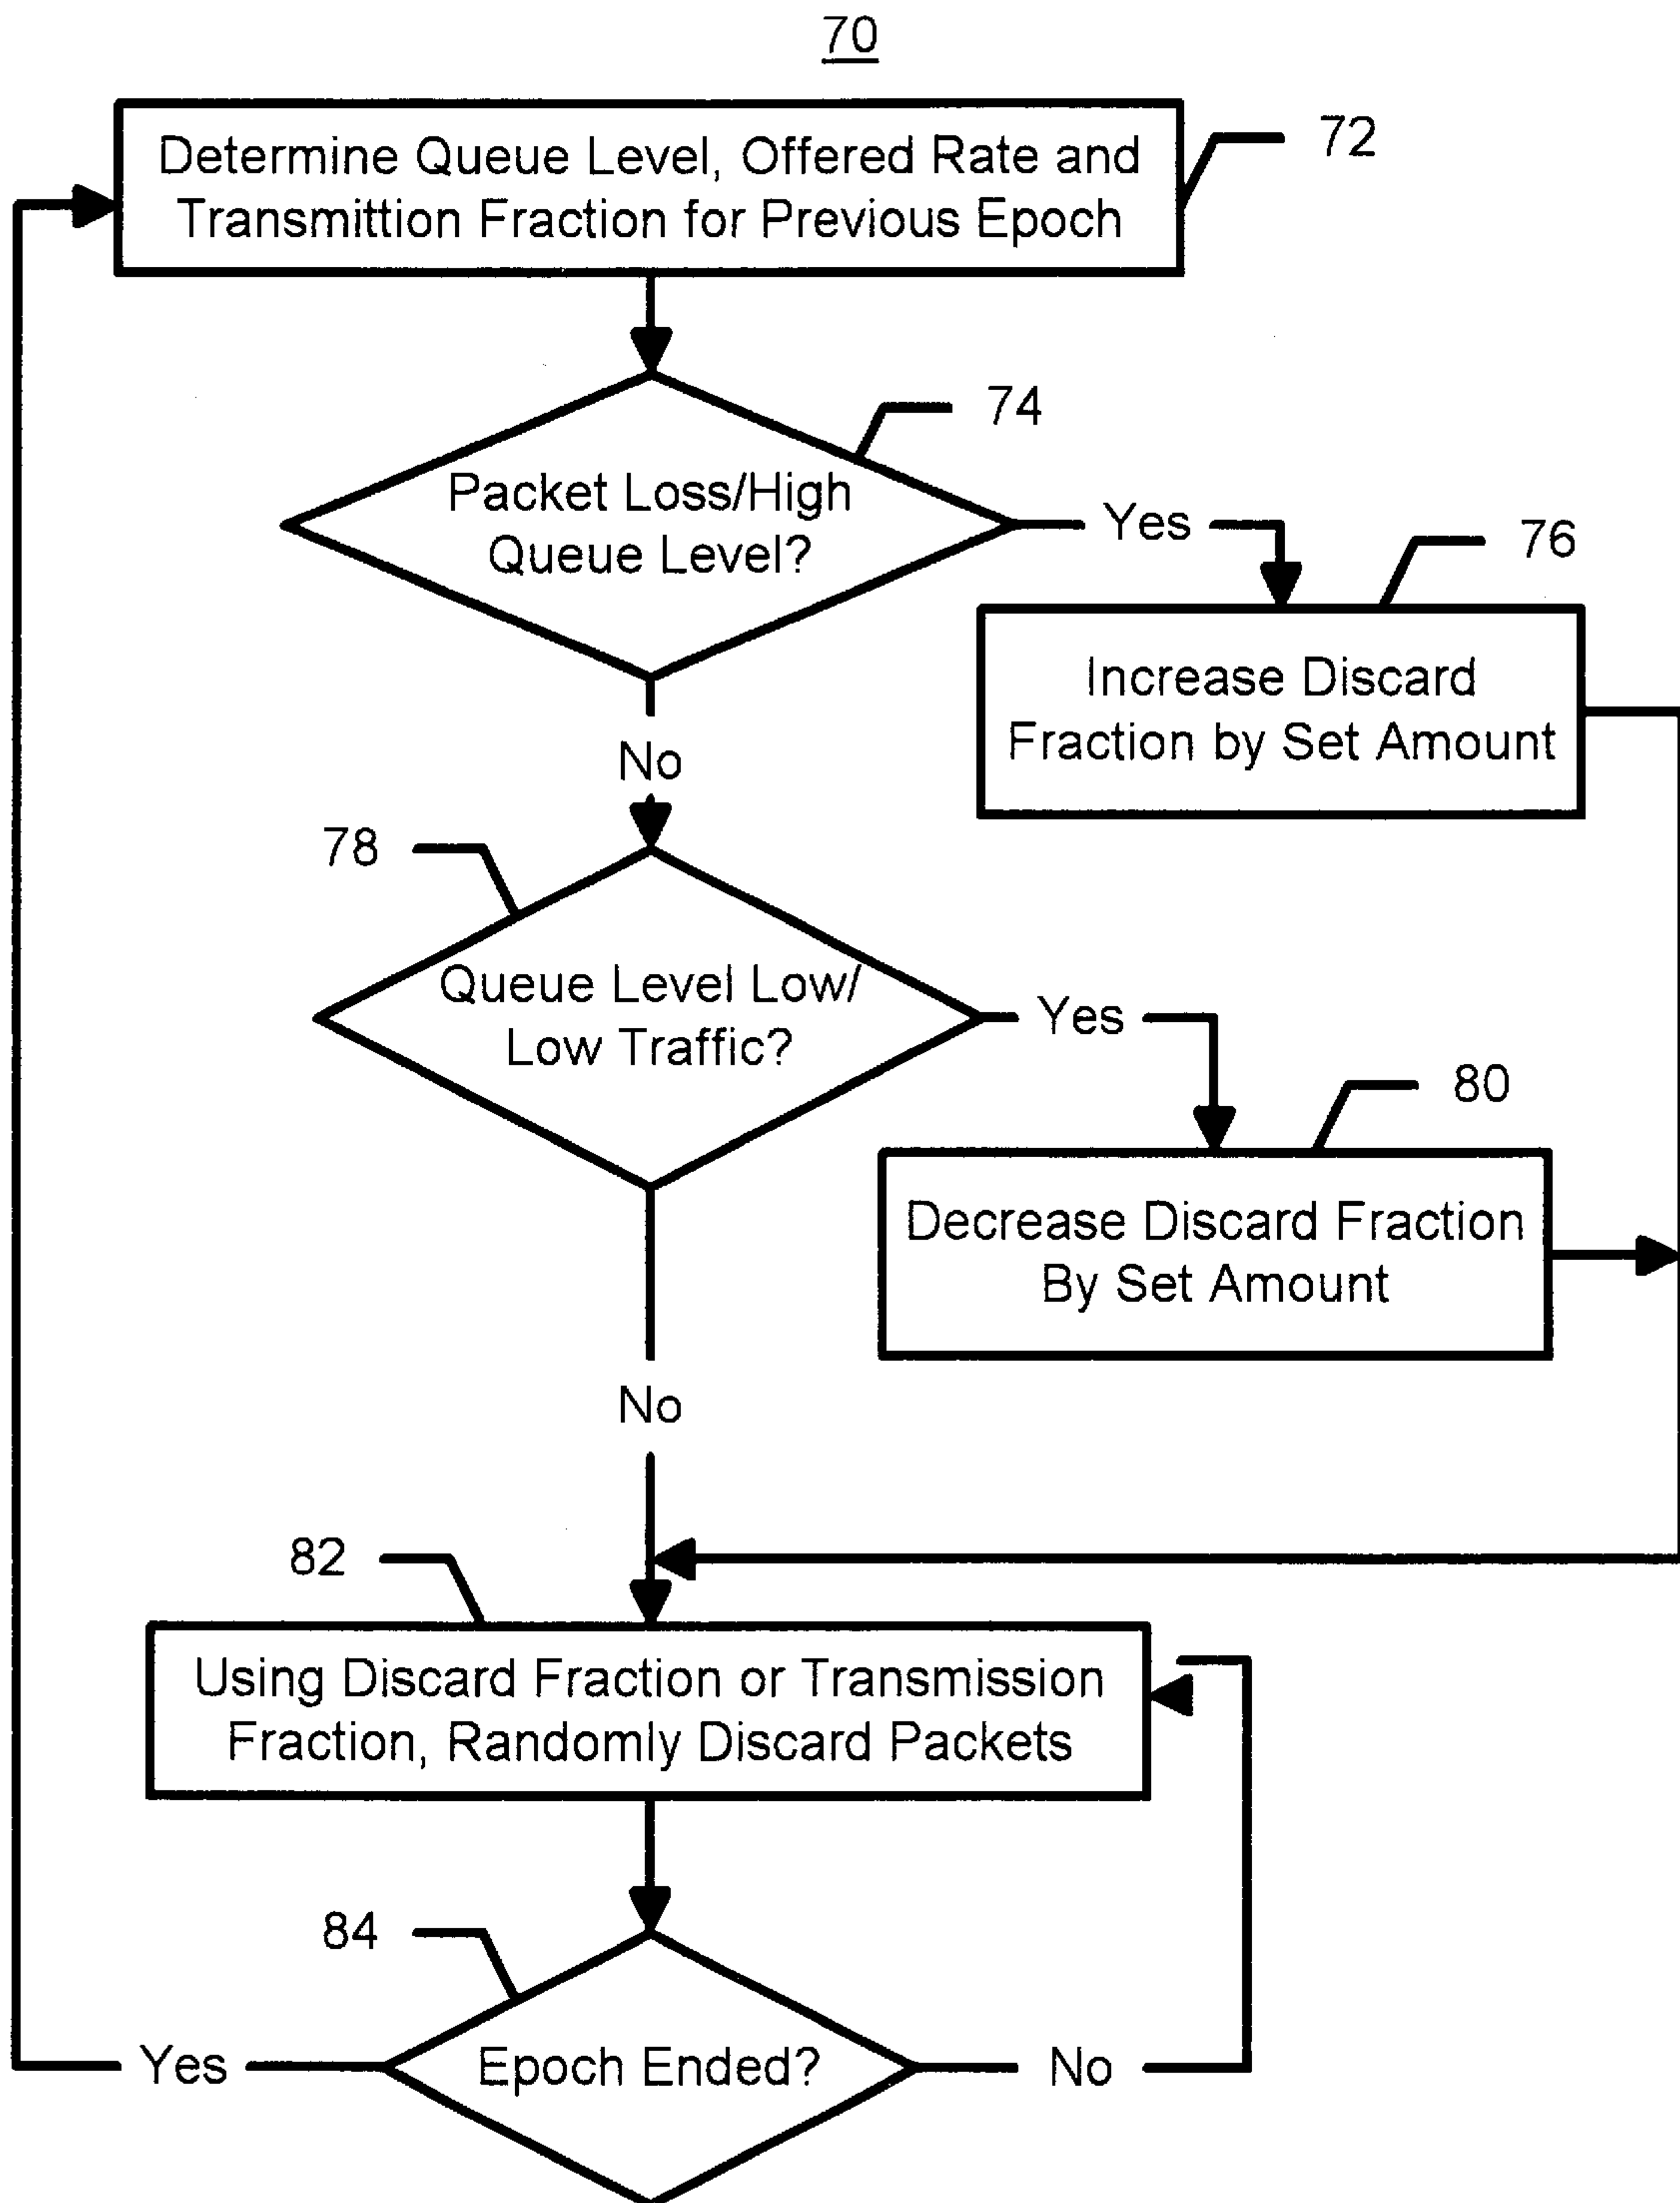 70
Determine Queue Level, Offered Rate and
Transmittion Fraction for Previous Epoch
72
74
Packet Loss/High
Queue Level?
Yes
76
Increase Discard
Fraction by Set Amount
No
78
Queue Level Low/
Low Traffic?
Yes
80
Decrease Discard Fraction
By Set Amount
No
82
Using Discard Fraction or Transmission
Fraction, Randomly Discard Packets
84
Yes
Epoch Ended?
No